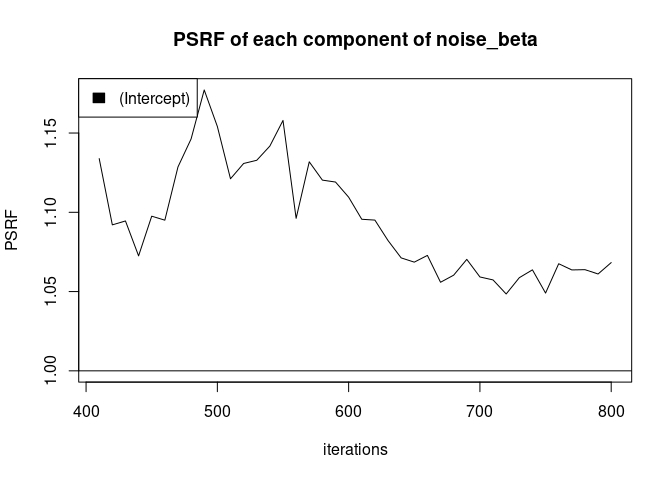 PSRF of each component of noise_beta
(Intercept)
PSRF
1.15
1.10
1.05
1.00
400 500 600 700 800
iterations